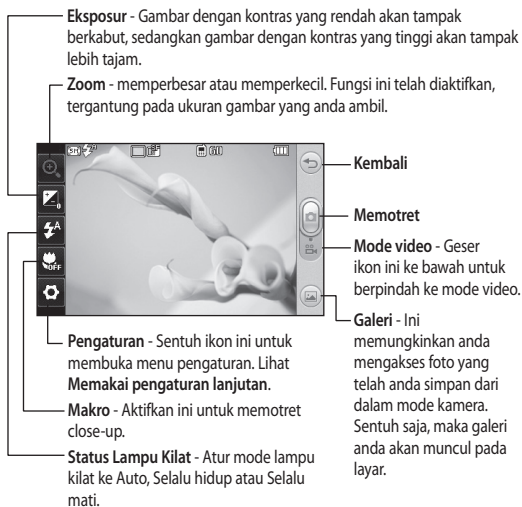 Eksposur - Gambar dengan kontras yang rendah akan tampak
berkabut, sedangkan gambar dengan kontras yang tinggi akan tampak
lebih tajam.
Zoom - memperbesar atau memperkecil. Fungsi ini telah diaktifkan,
tergantung pada ukuran gambar yang anda ambil.
Kembali
Memotret
Mode video - Geser
ikon ini ke bawah untuk
berpindah ke mode video.
Galeri - Ini
memungkinkan anda
mengakses foto yang
telah anda simpan dari
dalam mode kamera.
Sentuh saja, maka galeri
anda akan muncul pada
layar.
Pengaturan - Sentuh ikon ini untuk
membuka menu pengaturan. Lihat
Memakai pengaturan lanjutan.
Makro - Aktifkan ini untuk memotret
close-up.
Status Lampu Kilat - Atur mode lampu
kilat ke Auto, Selalu hidup atau Selalu
mati.
0
A
OFF